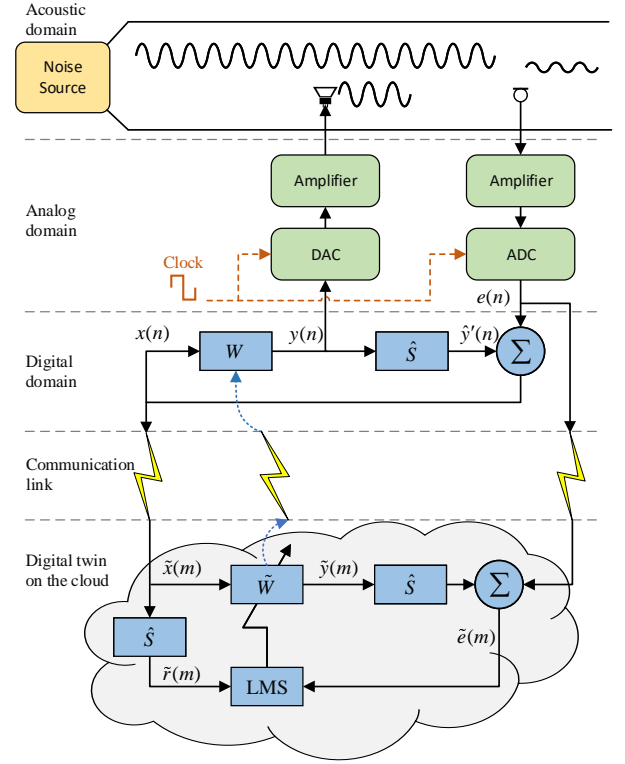 Acoustic
domain
Noise
Source
Amplifier
Amplifier
Analog
domain
Clock
DAC
ADC
e(n)
x(n)
W
y(n)
Ŝ
ŷ′(n)
∑
Digital
domain
Communication
link
Digital twin
on the cloud
x̃(m)
W̃
ỹ(m)
Ŝ
∑
Ŝ
ẽ(m)
r̃(m)
LMS